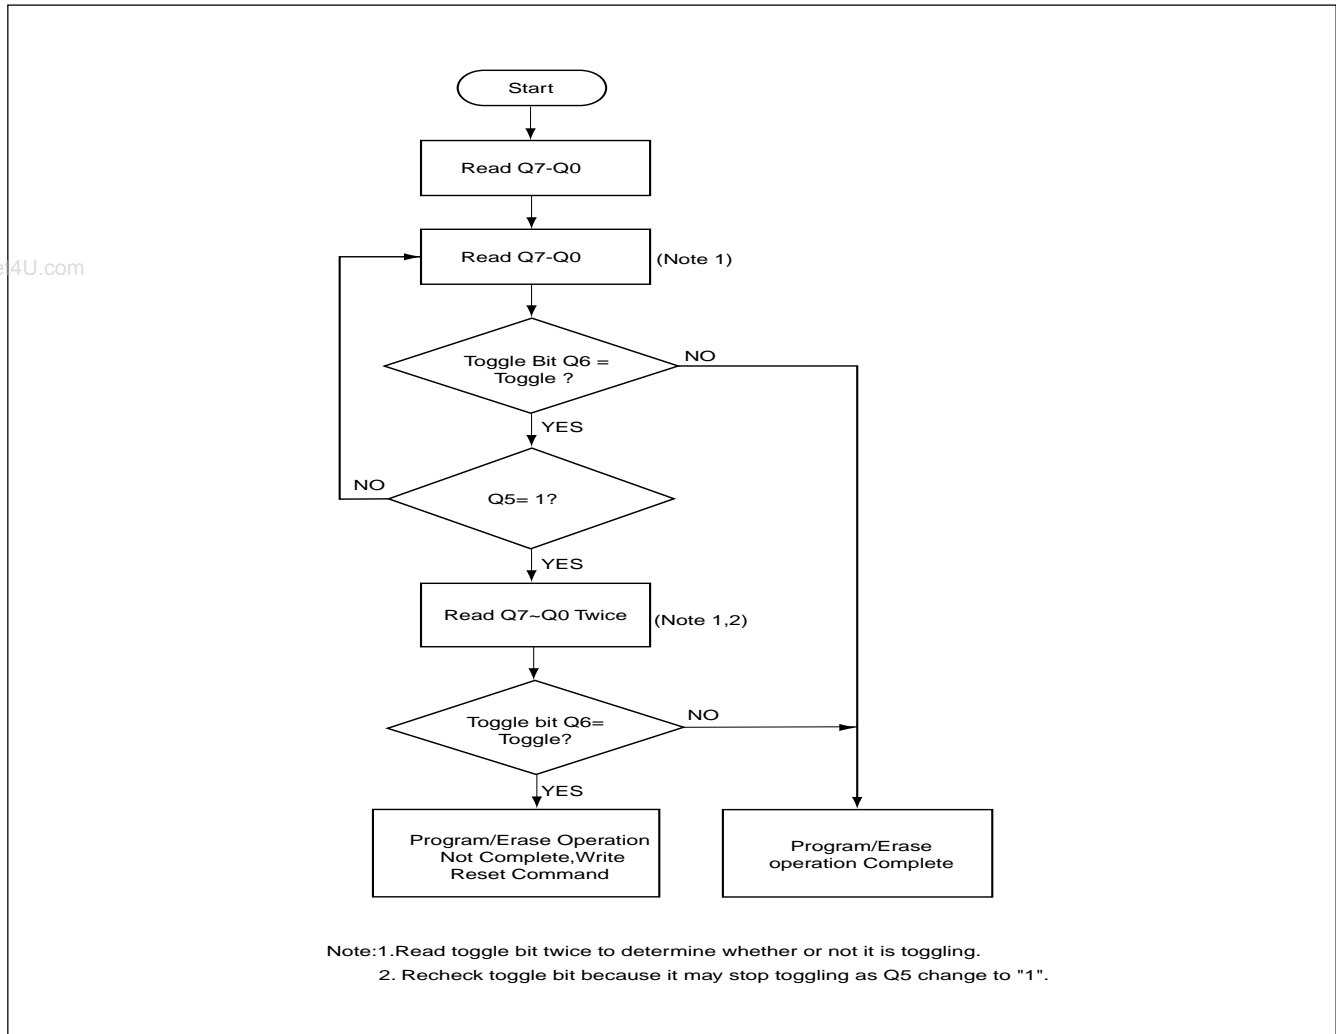 Start
Read Q7-Q0
Read Q7-Q0
(Note 1)
Toggle Bit Q6 =
Toggle ?
NO
YES
Q5= 1?
NO
YES
Read Q7~Q0 Twice
(Note 1,2)
Toggle bit Q6=
Toggle?
NO
YES
Program/Erase Operation
Not Complete,Write
Reset Command
Program/Erase
operation Complete
Note:1.Read toggle bit twice to determine whether or not it is toggling.
2. Recheck toggle bit because it may stop toggling as Q5 change to "1".